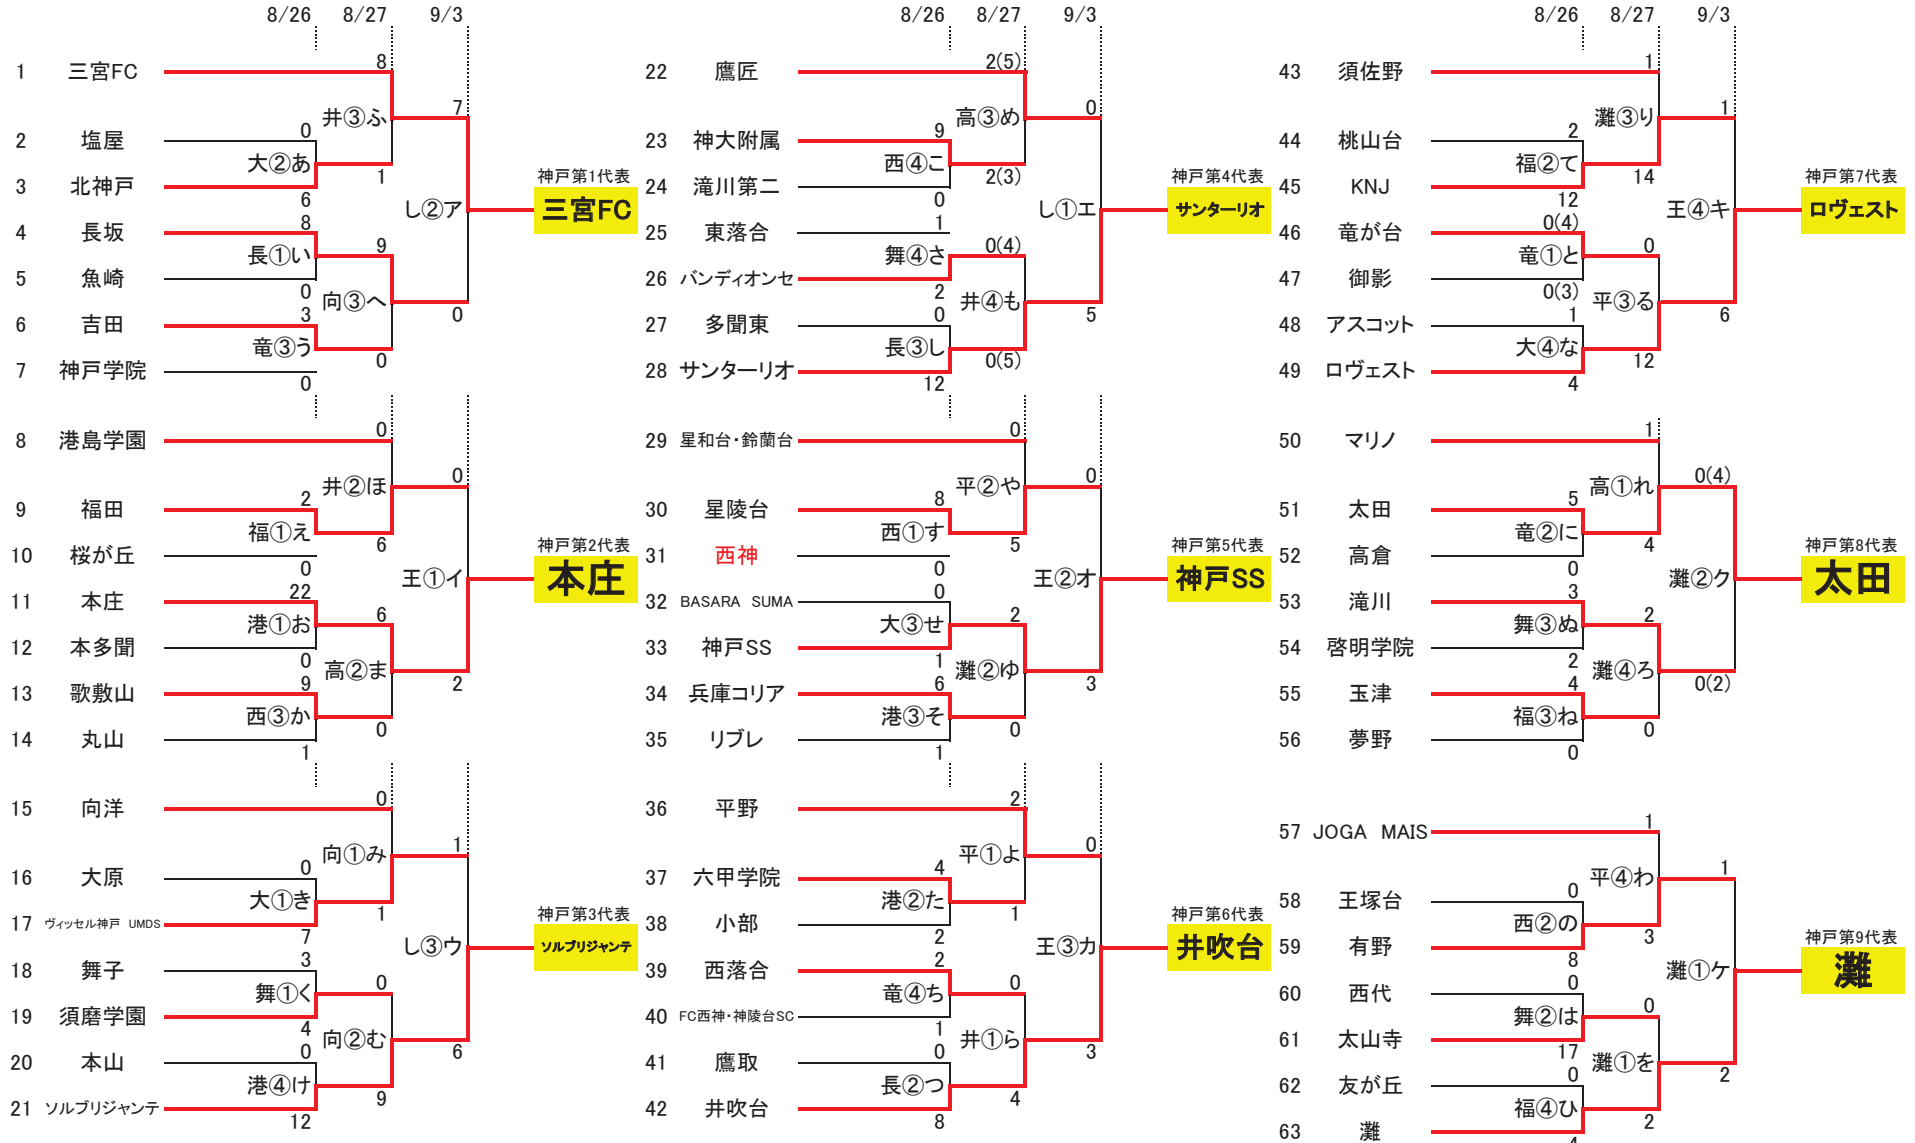 8/26 8/27 9/3
1 三宮FC 8
7
井③ふ
2 塩屋 0
大②あ
3 北神戸 6
1
し②ア
神戸第1代表
三宮FC
4 長坂 8
長①い 9
5 魚崎 0
向③へ
0
6 吉田 3
竜③う
0
7 神戸学院 0
8 港島学園 0
0
井②ほ
9 福田 2
福①え
6
10 桜が丘 0
王①イ
神戸第2代表
本庄
11 本庄 22
港①お 6
12 本多聞 0
高②ま
2
13 歌敷山 9
西③か
0
14 丸山 1
15 向洋 0
1
向①み
16 大原 0
大①き
1
17 ヴィッセル神戸 UMDS 7
し③ウ
神戸第3代表
ソルブリジャンテ
18 舞子 3
舞①く 0
19 須磨学園 4
向②む
6
20 本山 0
港④け
9
21 ソルブリジャンテ 12
8/26 8/27 9/3
22 鷹匠 2(5)
0
高③め
23 神大附属 9
西④こ
2(3)
24 滝川第二 0
し①エ
神戸第4代表
サンターリオ
25 東落合 1
舞④さ 0(4)
26 バンディオンセ 2
井④も
5
27 多聞東 0
長③し
0(5)
28 サンターリオ 12
29 星和台・鈴蘭台 0
0
平②や
30 星陵台 8
西①す
5
31 西神 0
王②オ
神戸第5代表
神戸SS
32 BASARA SUMA 0
大③せ 2
33 神戸SS 1
灘②ゆ
3
34 兵庫コリア 6
港③そ
0
35 リブレ 1
36 平野 2
0
平①よ
37 六甲学院 4
港②た
1
38 小部 2
王③カ
神戸第6代表
井吹台
39 西落合 2
竜④ち 0
40 FC西神・神陵台SC 1
井①ら
3
41 鷹取 0
長②つ
4
42 井吹台 8
8/26 8/27 9/3
43 須佐野 1
1
灘③り
44 桃山台 2
福②て
14
45 KNJ 12
王④キ
神戸第7代表
ロヴェスト
46 竜が台 0(4)
竜①と 0
47 御影 0(3)
平③る
6
48 アスコット 1
大④な
12
49 ロヴェスト 4
50 マリノ 1
0(4)
高①れ
51 太田 5
竜②に
4
52 高倉 0
灘②ク
神戸第8代表
太田
53 滝川 3
舞③ぬ 2
54 啓明学院 2
灘④ろ
0(2)
55 玉津 4
福③ね
0
56 夢野 0
57 JOGA MAIS 1
1
平④わ
58 王塚台 0
西②の
3
59 有野 8
灘①ケ
神戸第9代表
灘
60 西代 0
舞②は 0
61 太山寺 17
灘①を
2
62 友が丘 0
福④ひ
2
63 灘